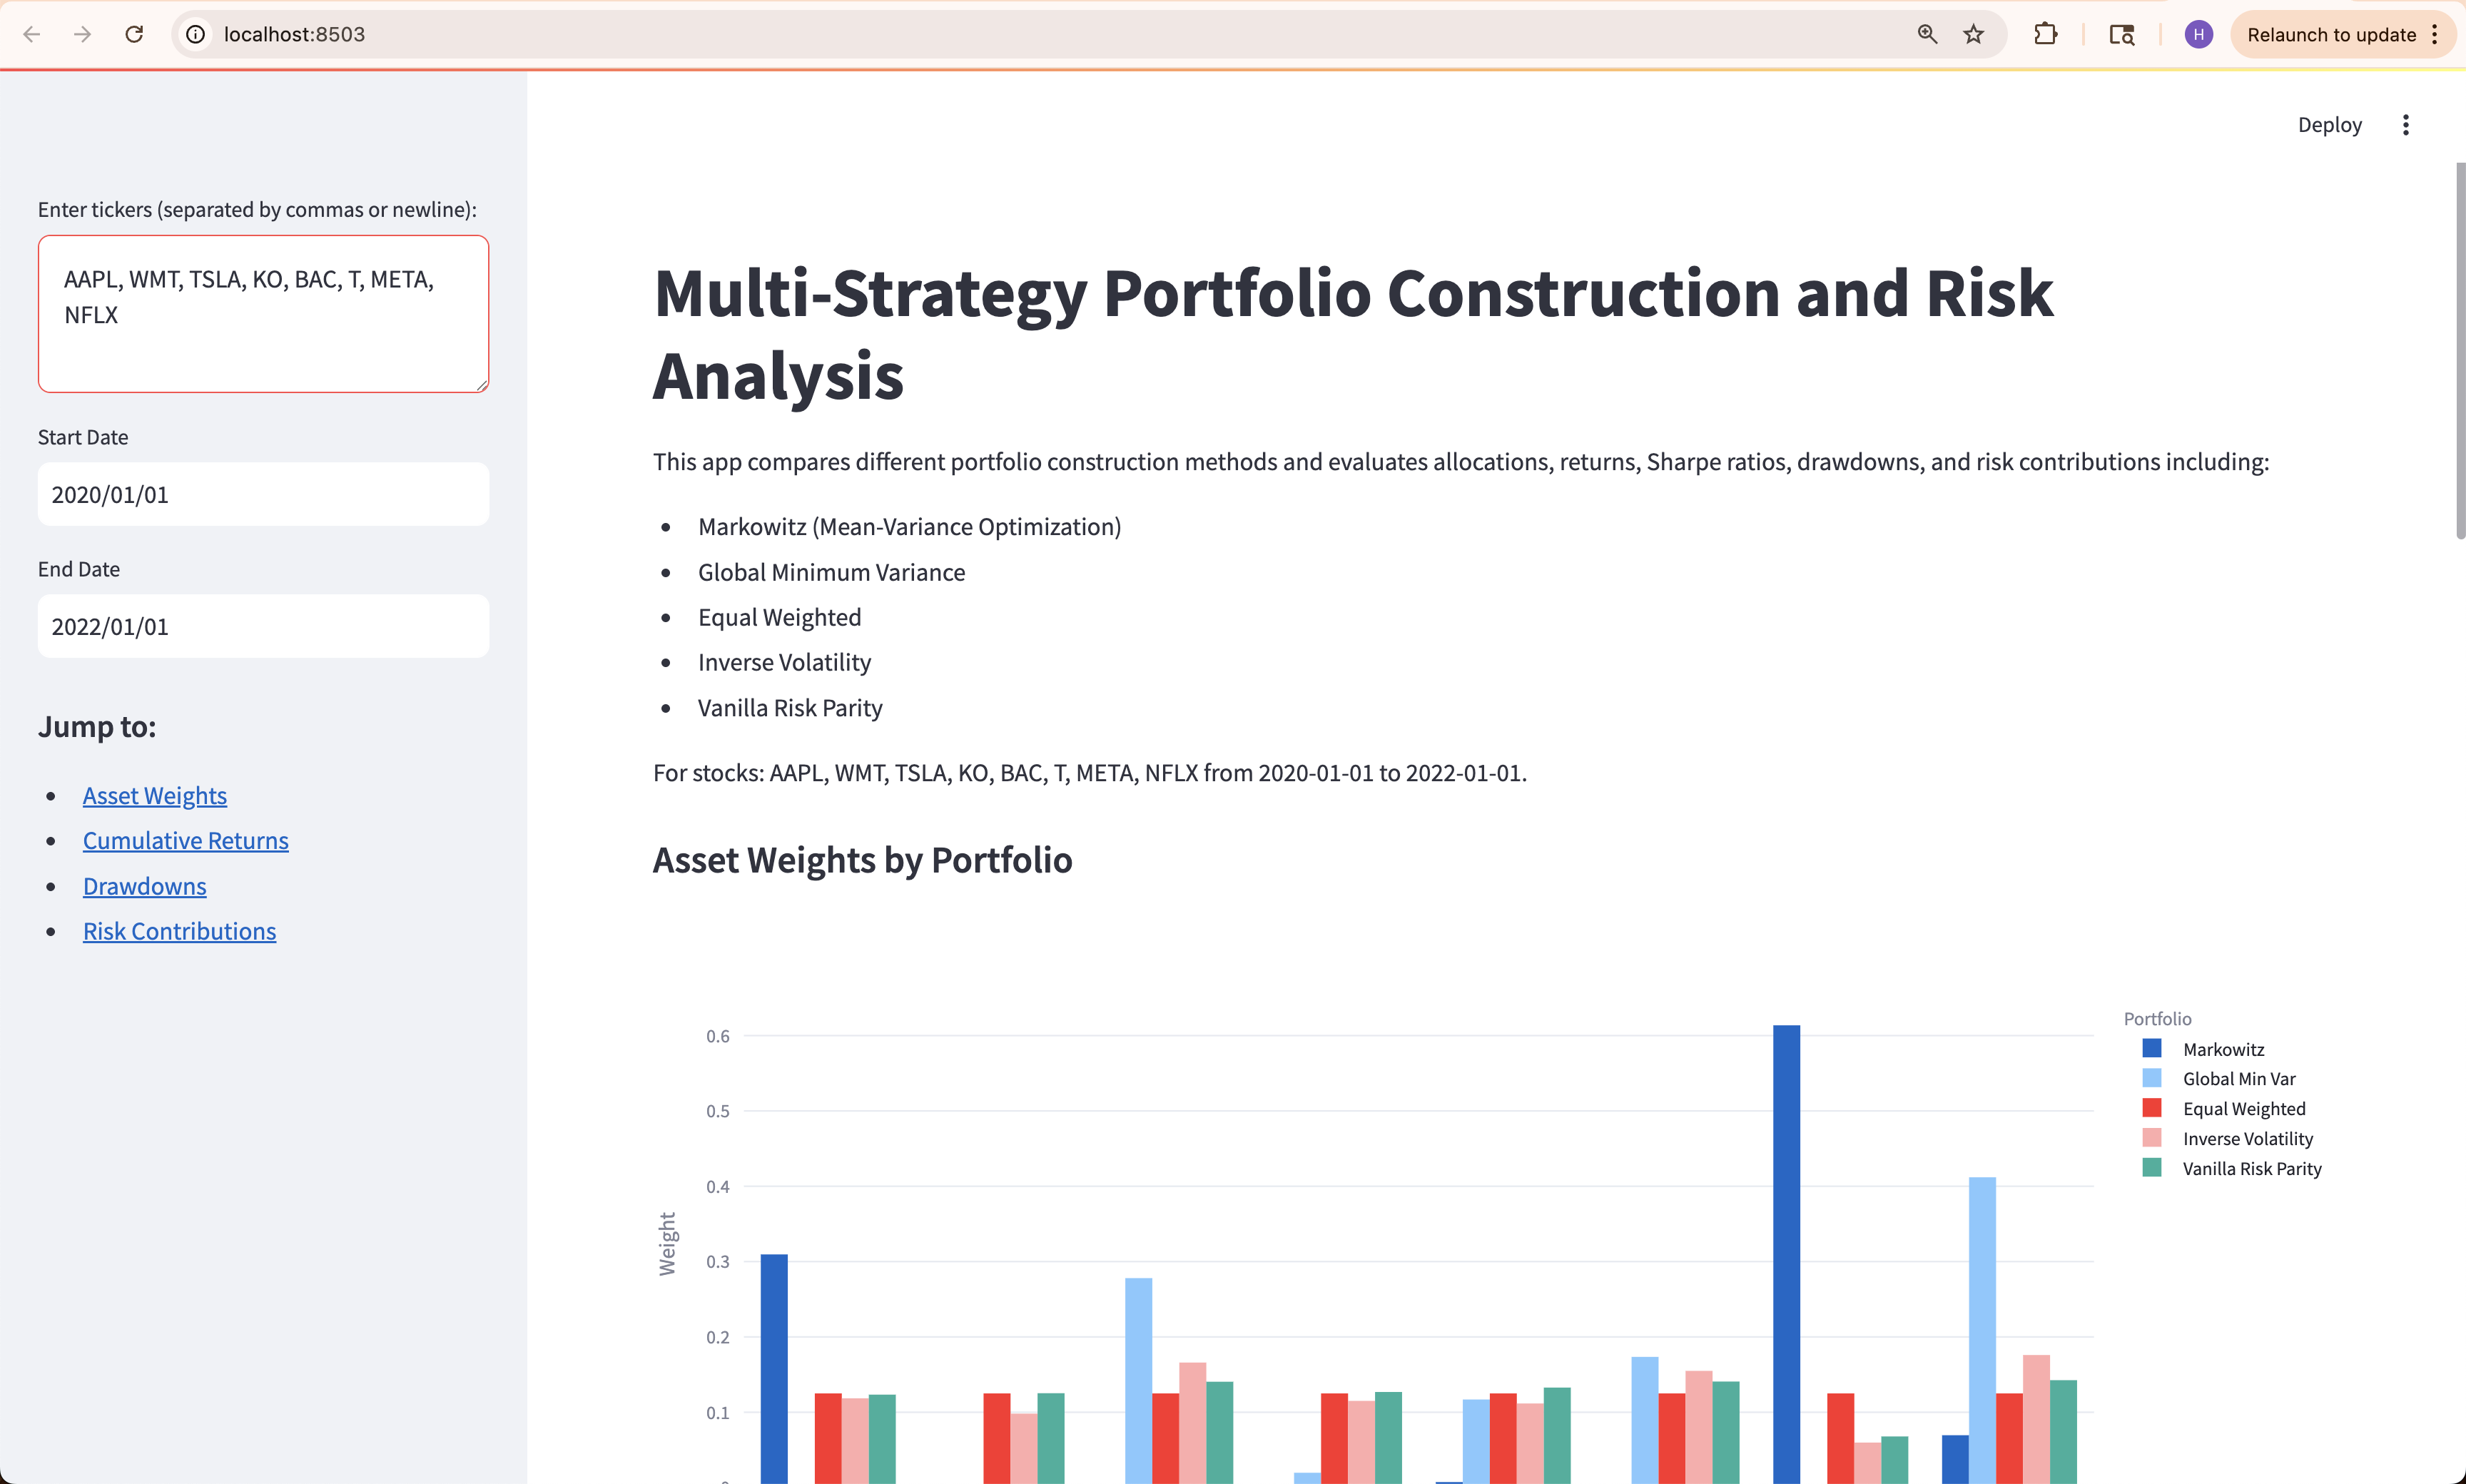 localhost:8503
H
Relaunch to update
Deploy
Enter tickers (separated by commas or newline):
AAPL, WMT, TSLA, KO, BAC, T, META,
NFLX
Start Date
2020/01/01
End Date
2022/01/01
Jump to:
Asset Weights
Cumulative Returns
Drawdowns
Risk Contributions
Multi-Strategy Portfolio Construction and Risk
Analysis
This app compares different portfolio construction methods and evaluates allocations, returns, Sharpe ratios, drawdowns, and risk contributions including:
Markowitz (Mean-Variance Optimization)
Global Minimum Variance
Equal Weighted
Inverse Volatility
Vanilla Risk Parity
For stocks: AAPL, WMT, TSLA, KO, BAC, T, META, NFLX from 2020-01-01 to 2022-01-01.
Asset Weights by Portfolio
Weight
0.6
0.5
0.4
0.3
0.2
0.1
Portfolio
Markowitz
Global Min Var
Equal Weighted
Inverse Volatility
Vanilla Risk Parity